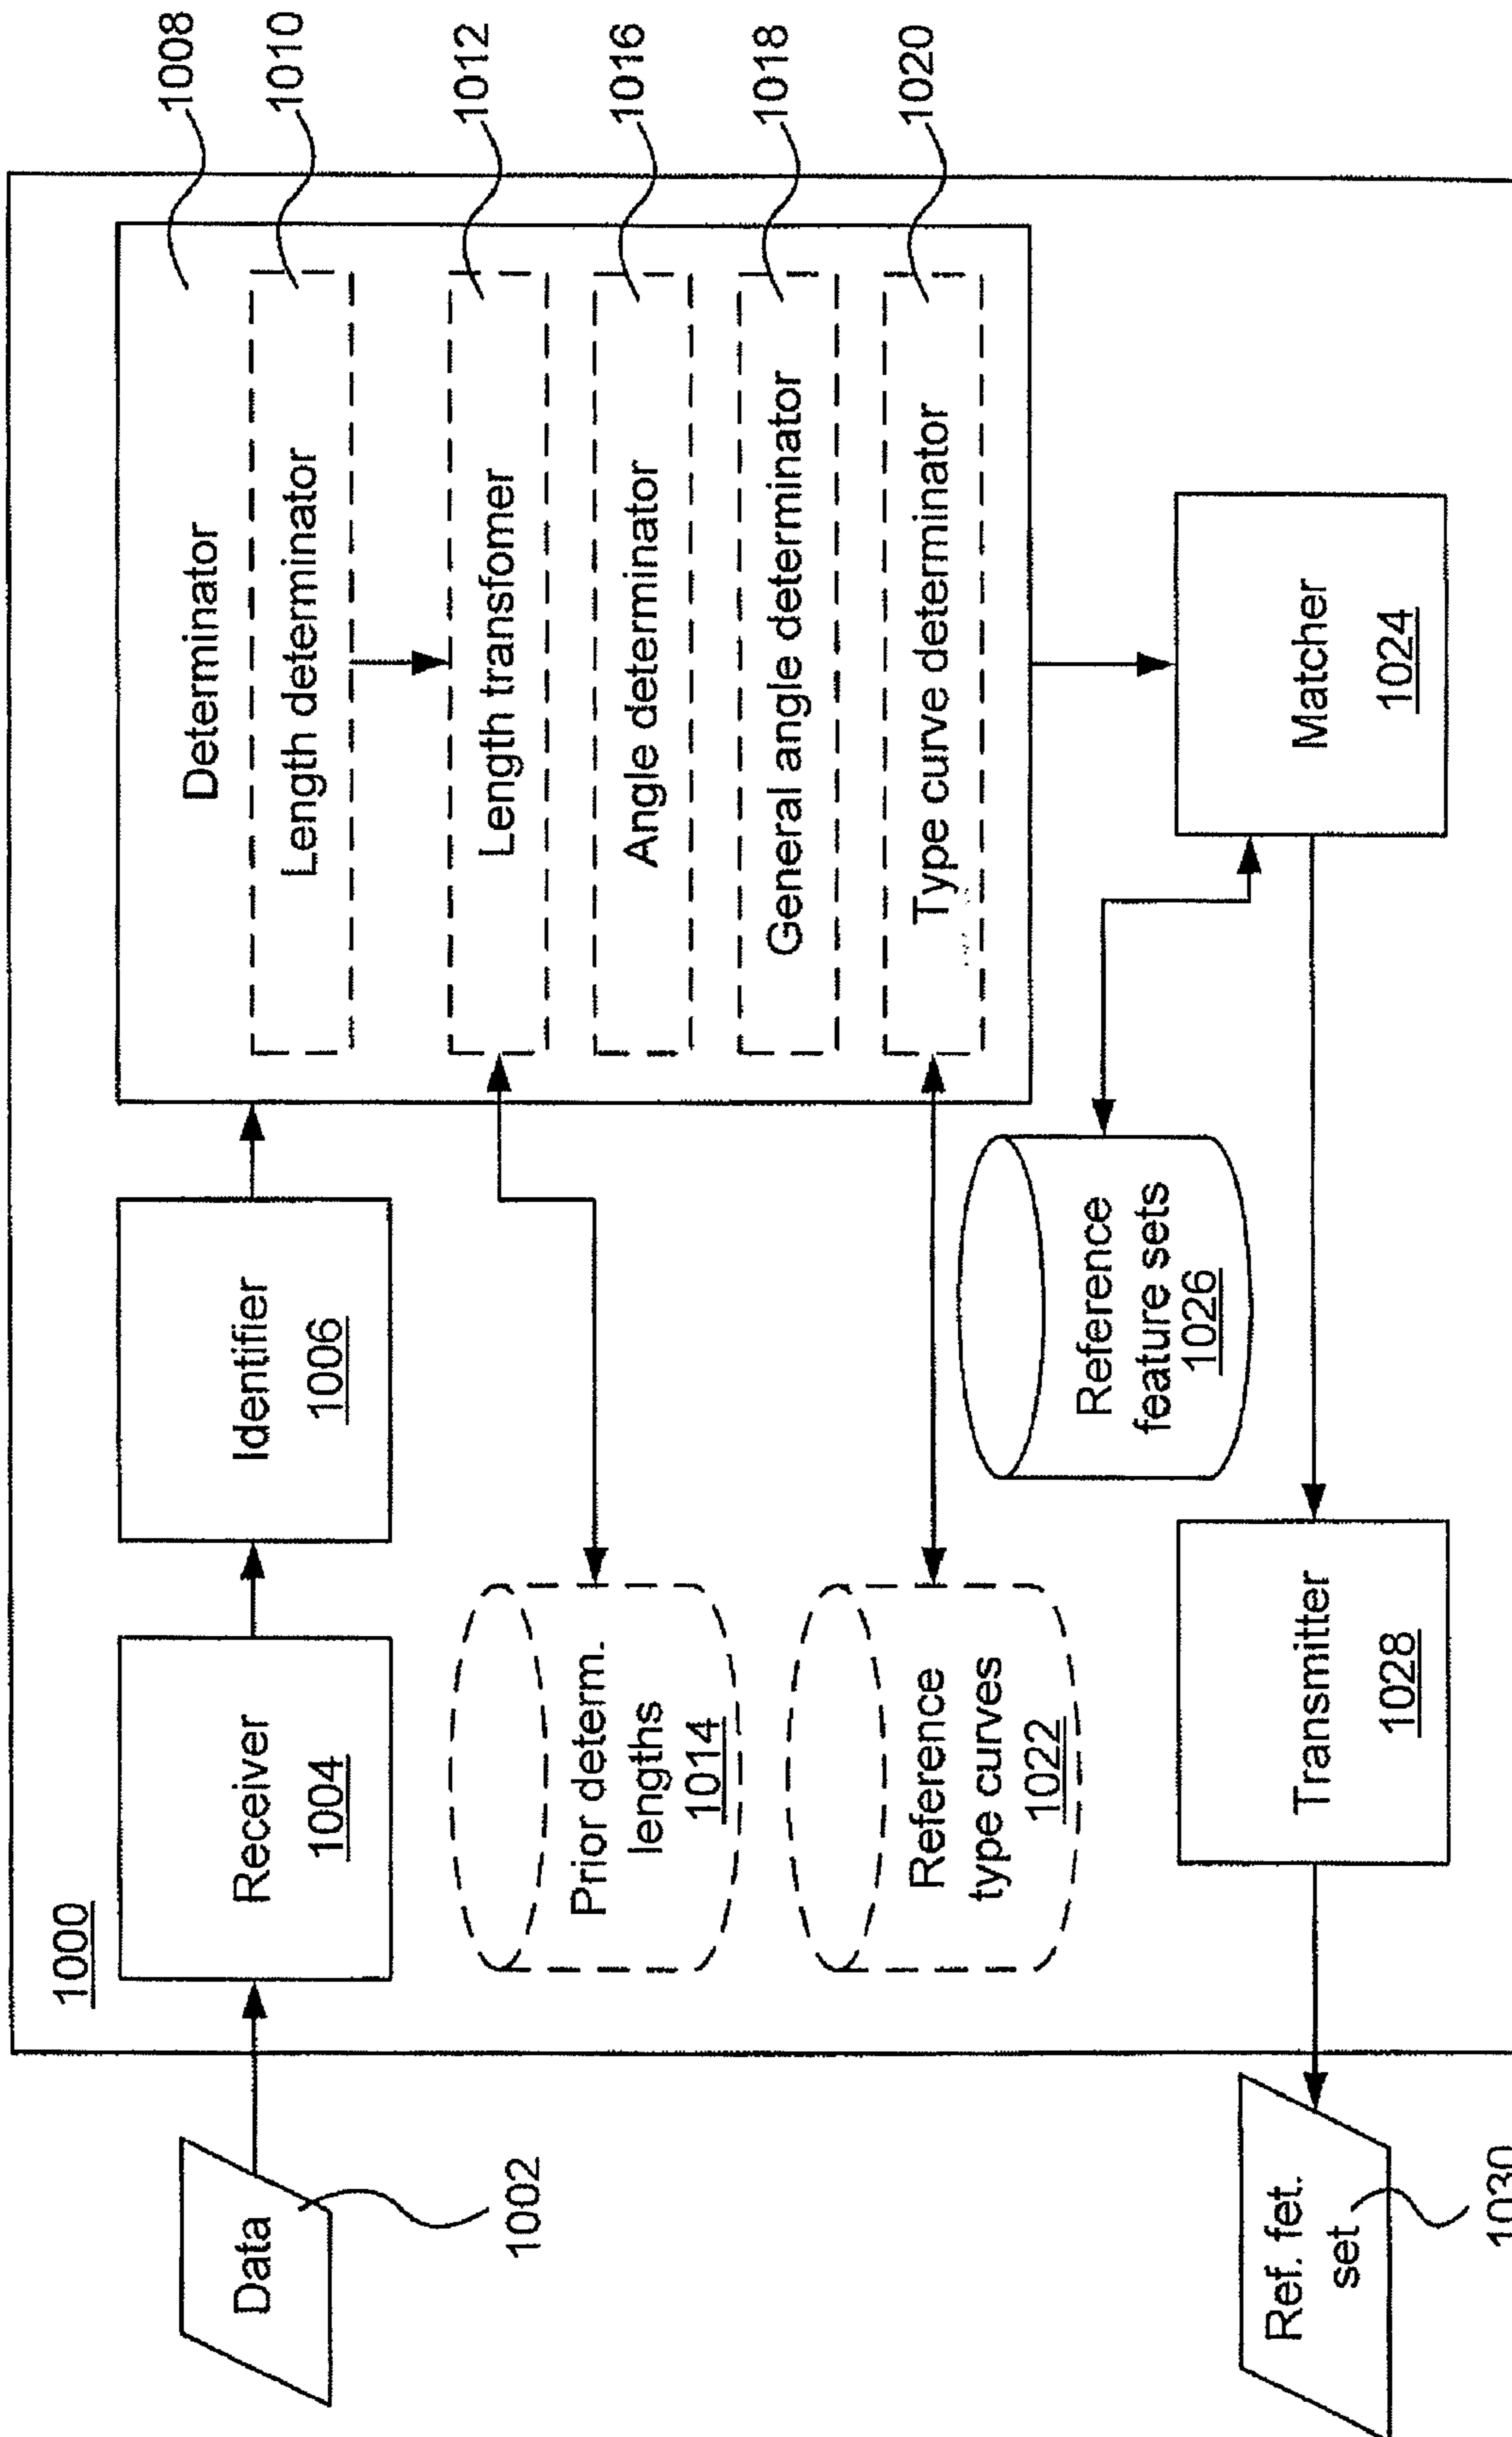 1000
Data
1002
Receiver
1004
Identifier
1006
Determinator
1008
Length determinator
1010
Length transfomer
1012
Angle determinator
1016
General angle determinator
1018
Type curve determinator
1020
Prior determ.
lengths
1014
Reference
type curves
1022
Reference
feature sets
1026
Matcher
1024
Transmitter
1028
Ref. fet.
set
1030